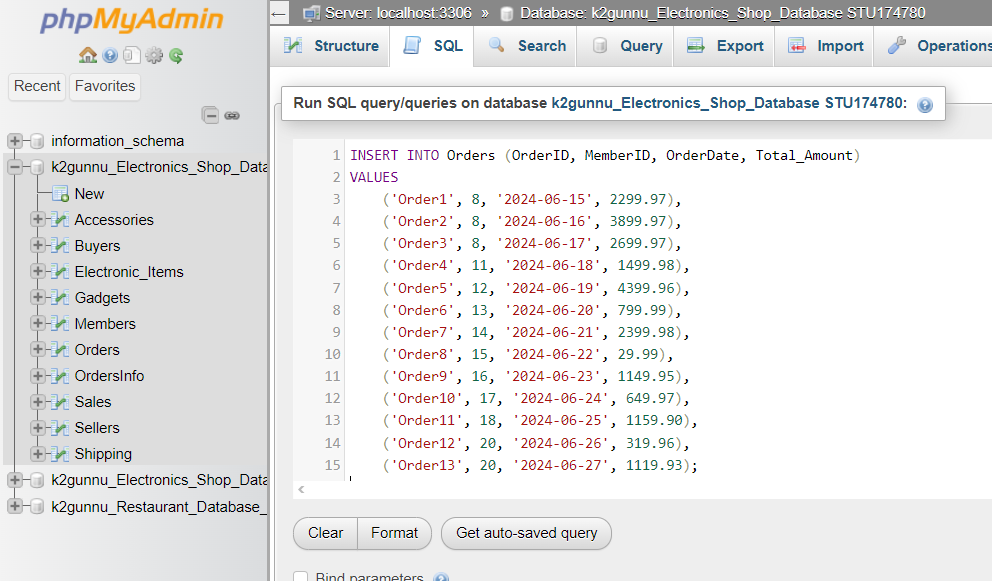 phpMyAdmin
Recent Favorites
information_schema
k2gunnu_Electronics_Shop_Data
New
Accessories
Buyers
Electronic_Items
Gadgets
Members
Orders
OrdersInfo
Sales
Sellers
Shipping
k2gunnu_Electronics_Shop_Data
k2gunnu_Restaurant_Database_
Server: localhost:3306 » Database: k2gunnu_Electronics_Shop_Database STU174780
Structure SQL Search Query Export Import Operations
Run SQL query/queries on database k2gunnu_Electronics_Shop_Database STU174780:
1 INSERT INTO Orders (OrderID, MemberID, OrderDate, Total_Amount)
2 VALUES
3 ('Order1', 8, '2024-06-15', 2299.97),
4 ('Order2', 8, '2024-06-16', 3899.97),
5 ('Order3', 8, '2024-06-17', 2699.97),
6 ('Order4', 11, '2024-06-18', 1499.98),
7 ('Order5', 12, '2024-06-19', 4399.96),
8 ('Order6', 13, '2024-06-20', 799.99),
9 ('Order7', 14, '2024-06-21', 2399.98),
10 ('Order8', 15, '2024-06-22', 29.99),
11 ('Order9', 16, '2024-06-23', 1149.95),
12 ('Order10', 17, '2024-06-24', 649.97),
13 ('Order11', 18, '2024-06-25', 1159.90),
14 ('Order12', 20, '2024-06-26', 319.96),
15 ('Order13', 20, '2024-06-27', 1119.93);
Clear Format Get auto-saved query
Bind parameters